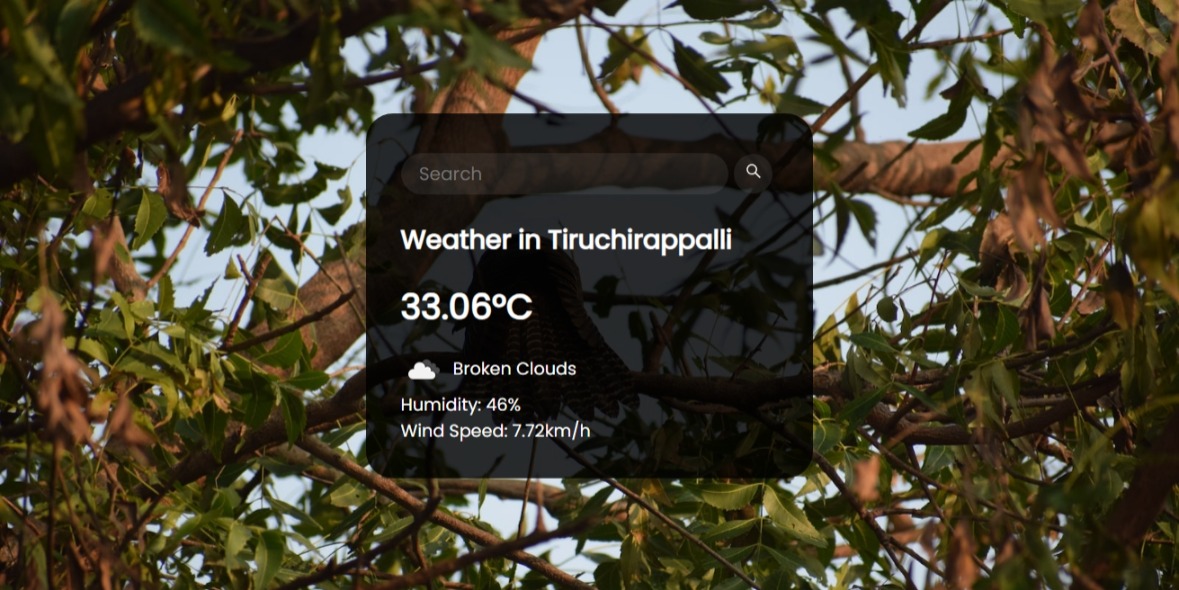 Search
Weather in Tiruchirappalli
33.06°C
Broken Clouds
Humidity: 46%
Wind Speed: 7.72km/h